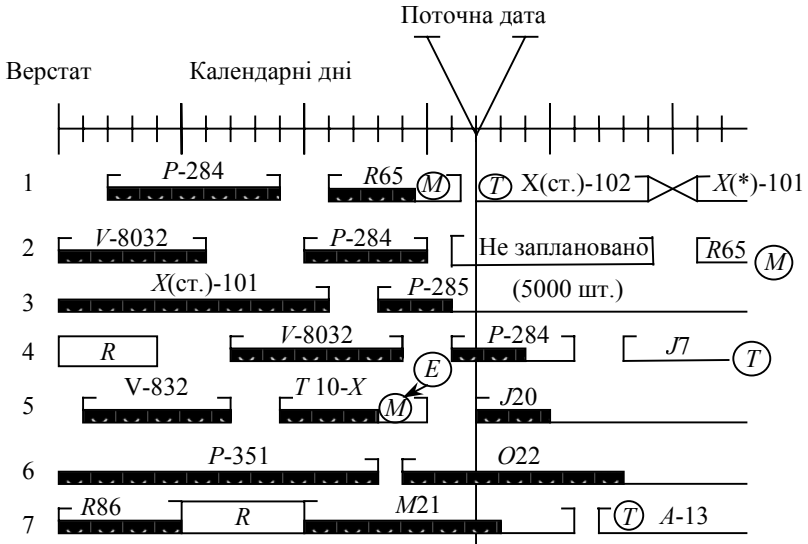 Поточна дата
Верстат Календарні дні
1 P-284 R65 M T X(ст.)-102 X(*)-101
2 V-8032 P-284 Не заплановано R65 M
3 X(ст.)-101 P-285 (5000 шт.)
4 R V-8032 P-284 J7 T
E
5 V-832 T 10-X M J20
6 P-351 O22
7 R86 R M21 T A-13